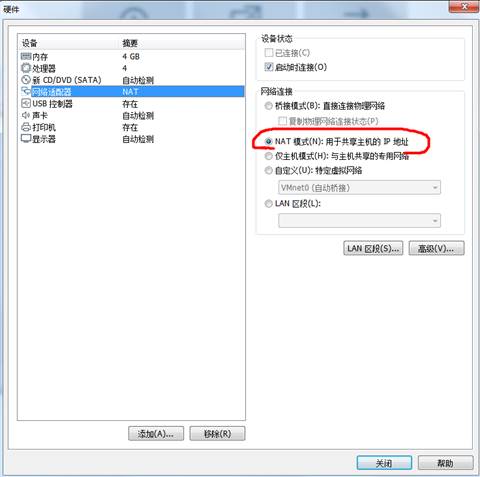 硬件
设备 摘要
内存 4 GB
处理器 4
新 CD/DVD (SATA) 自动检测
网络适配器 NAT
USB 控制器 存在
声卡 自动检测
打印机 存在
显示器 自动检测
添加(A)... 移除(R)
设备状态
已连接(C)
启动时连接(O)
网络连接
桥接模式(B): 直接连接物理网络
复制物理网络连接状态(P)
NAT 模式(N): 用于共享主机的 IP 地址
仅主机模式(H): 与主机共享的专用网络
自定义(U): 特定虚拟网络
VMnet0 (自动桥接)
LAN 区段(L):
LAN 区段(S)... 高级(V)...
关闭 帮助